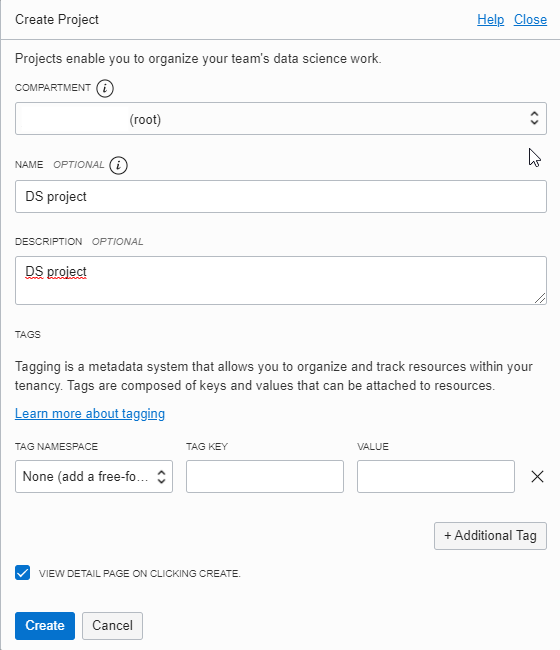 Create Project Help Close
Projects enable you to organize your team's data science work.
COMPARTMENT i
(root)
NAME OPTIONAL i
DS project
DESCRIPTION OPTIONAL
DS project
TAGS
Tagging is a metadata system that allows you to organize and track resources within your
tenancy. Tags are composed of keys and values that can be attached to resources.
Learn more about tagging
TAG NAMESPACE TAG KEY VALUE
None (add a free-fo...
+ Additional Tag
VIEW DETAIL PAGE ON CLICKING CREATE.
Create Cancel